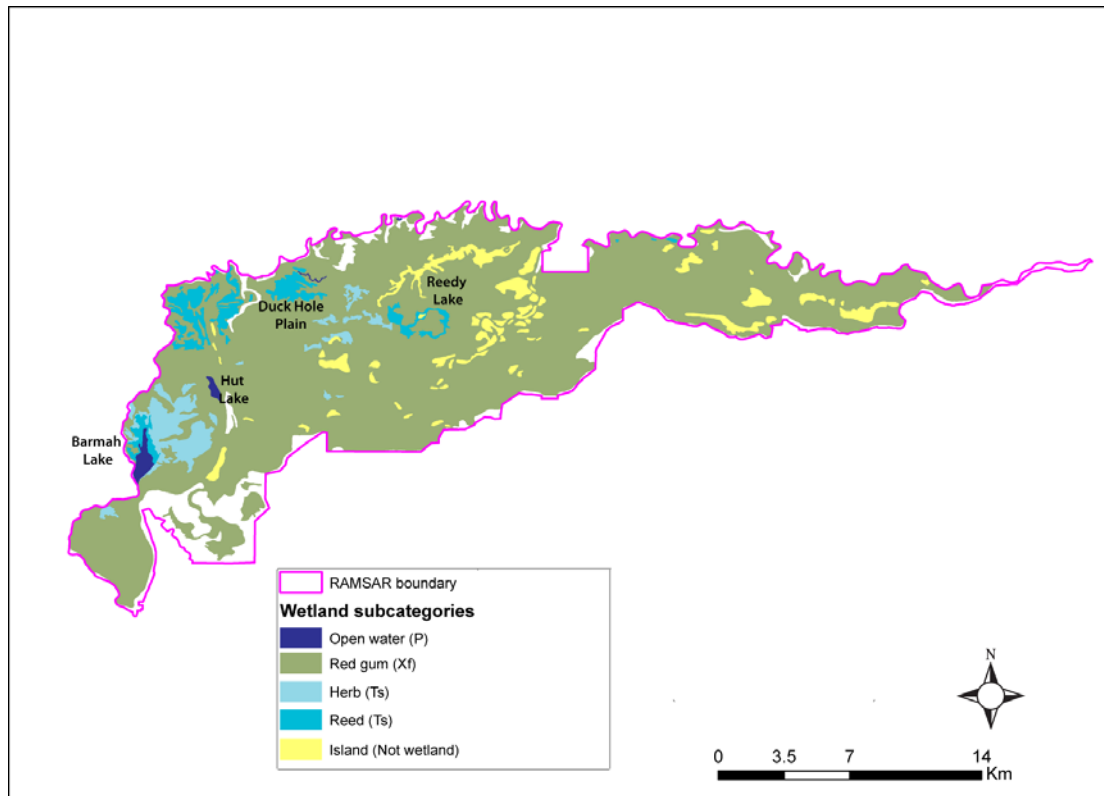 Reedy
Lake
Duck Hole
Plain
Hut
Lake
Barmah
Lake
RAMSAR boundary
Wetland subcategories
Open water (P)
Red gum (Xf)
Herb (Ts)
Reed (Ts)
Island (Not wetland)
N
0 3.5 7 14
Km